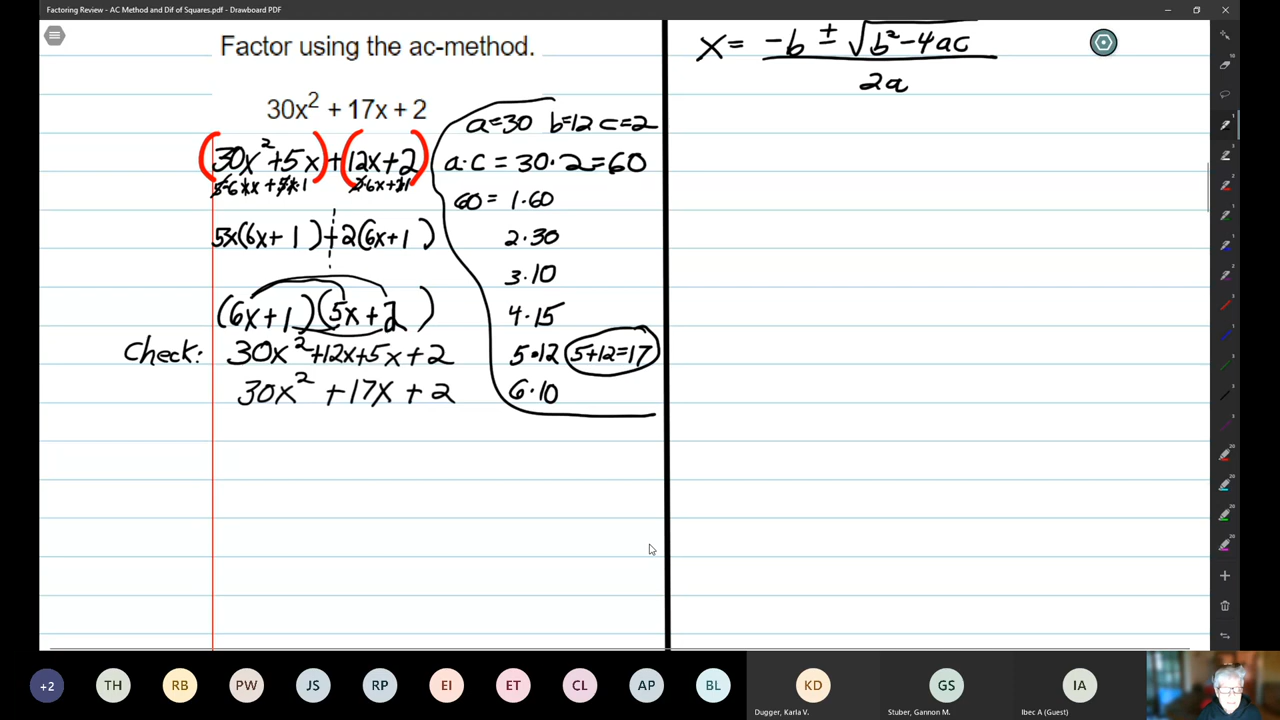 Factoring Review - AC Method and Dif of Squares.pdf - Drawboard PDF
Factor using the ac-method.
30x² + 17x + 2
(30x²+5x)+(12x+2)
5x(6x+1)+2(6x+1)
(6x+1)(5x+2)
Check: 30x²+12x+5x+2
30x² +17x + 2
a=30 b=12 c=2
a·c = 30·2=60
60 = 1·60
2·30
3·10
4·15
5·12 5+12=17
6·10
x= -b ± √b²-4ac
2a
+2 TH RB PW JS RP EI ET CL AP BL KD GS IA
Dugger, Karla V. Stuber, Gannon M. Ibec A (Guest)